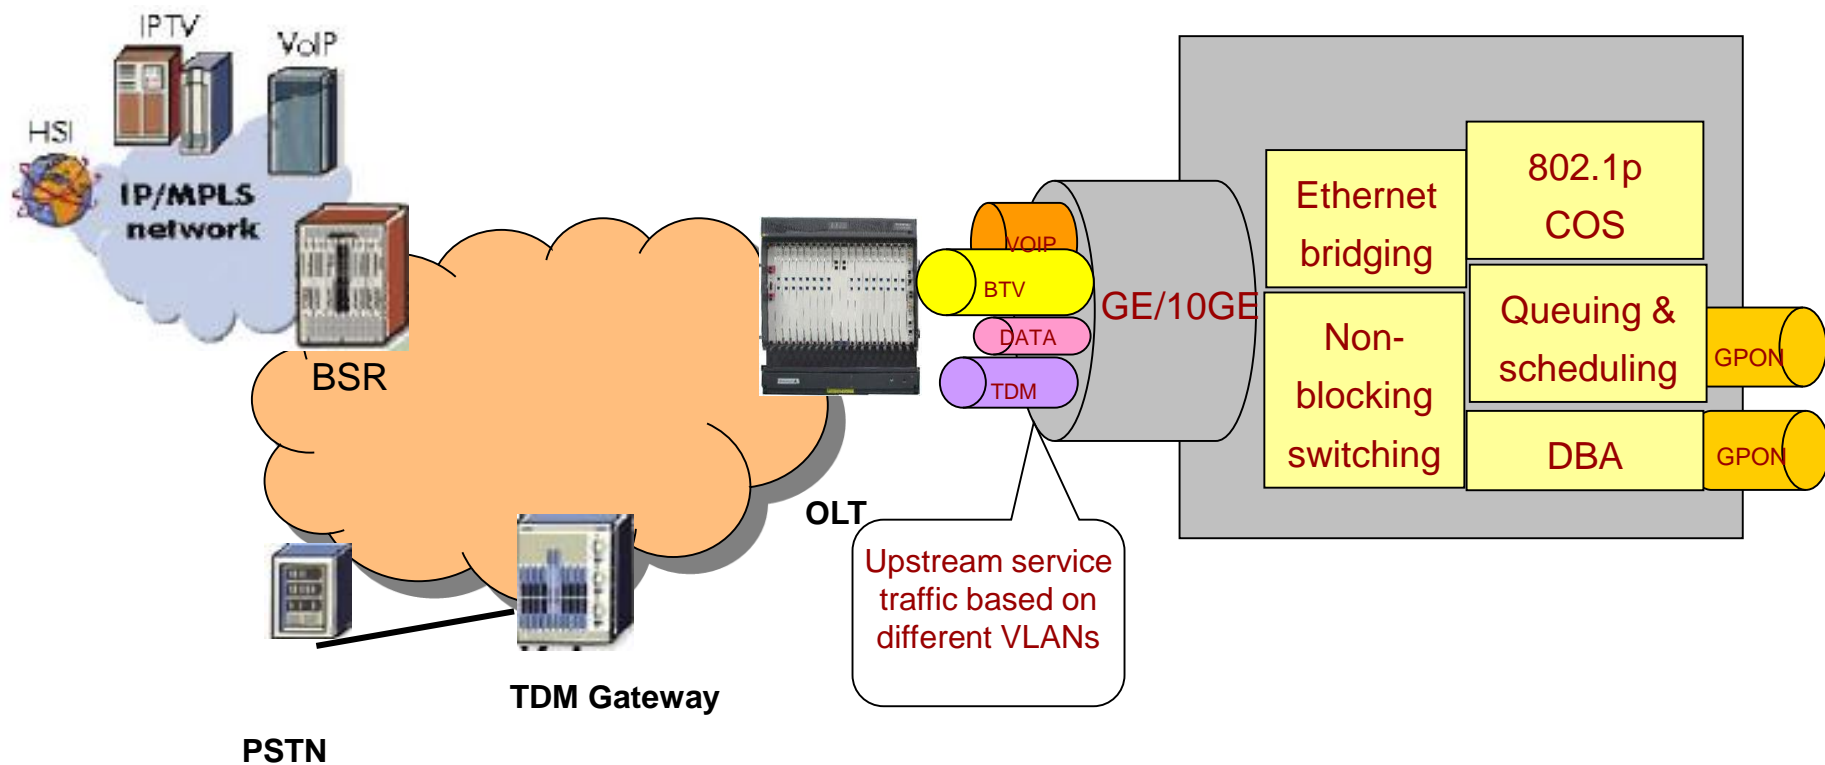 IPTV
VoIP
HSI
IP/MPLS
network
BSR
OLT
TDM Gateway
PSTN
VOIP
BTV
DATA
TDM
GE/10GE
Upstream service
traffic based on
different VLANs
Ethernet
bridging
802.1p
COS
Non-
blocking
switching
Queuing &
scheduling
DBA
GPON
GPON